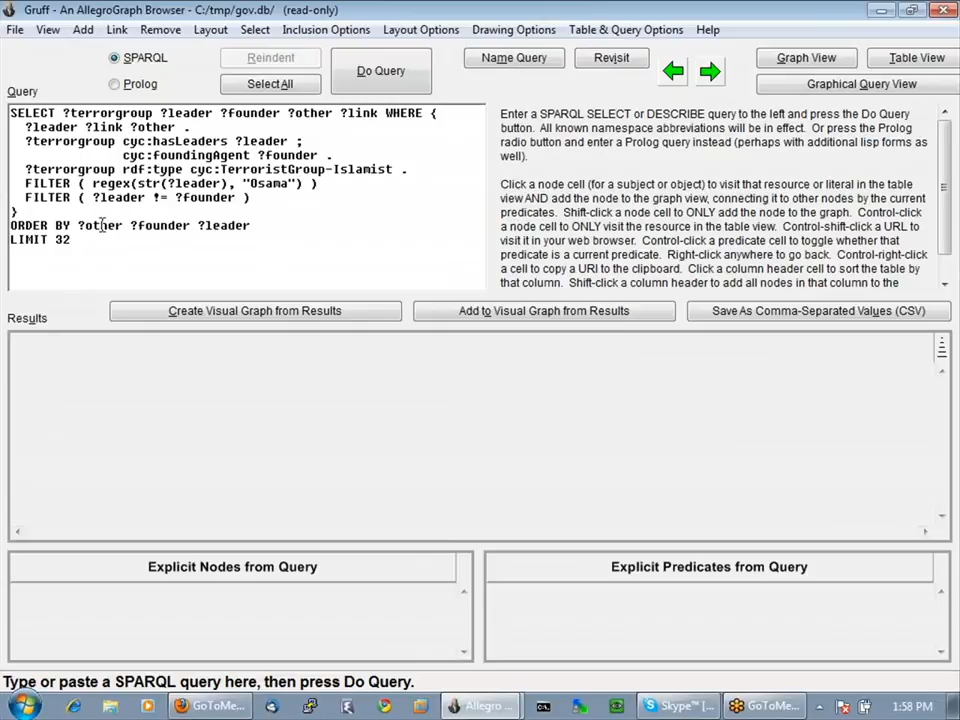 Gruff - An AllegroGraph Browser - C:/tmp/gov.db/ (read-only)
File View Add Link Remove Layout Select Inclusion Options Layout Options Drawing Options Table & Query Options Help
SPARQL Reindent Do Query Name Query Revisit Graph View Table View
Prolog Select All Graphical Query View
Query
SELECT ?terrorgroup ?leader ?founder ?other ?link WHERE {
?leader ?link ?other .
?terrorgroup cyc:hasLeaders ?leader ;
cyc:foundingAgent ?founder .
?terrorgroup rdf:type cyc:TerroristGroup-Islamist .
FILTER ( regex(str(?leader), "Osama") )
FILTER ( ?leader != ?founder )
}
ORDER BY ?other ?founder ?leader
LIMIT 32
Enter a SPARQL SELECT or DESCRIBE query to the left and press the Do Query
button. All known namespace abbreviations will be in effect. Or press the Prolog
radio button and enter a Prolog query instead (perhaps with additional lisp forms as
well).
Click a node cell (for a subject or object) to visit that resource or literal in the table
view AND add the node to the graph view, connecting it to other nodes by the current
predicates. Shift-click a node cell to ONLY add the node to the graph. Control-click
a node cell to ONLY visit the resource in the table view. Control-shift-click a URL to
visit it in your web browser. Control-click a predicate cell to toggle whether that
predicate is a current predicate. Right-click anywhere to go back. Control-right-click
a cell to copy a URI to the clipboard. Click a column header cell to sort the table by
that column. Shift-click a column header to add all nodes in that column to the
Results Create Visual Graph from Results Add to Visual Graph from Results Save As Comma-Separated Values (CSV)
Explicit Nodes from Query Explicit Predicates from Query
Type or paste a SPARQL query here, then press Do Query.
GoToMe... Allegro ... Skype™ [... GoToMe... 1:58 PM